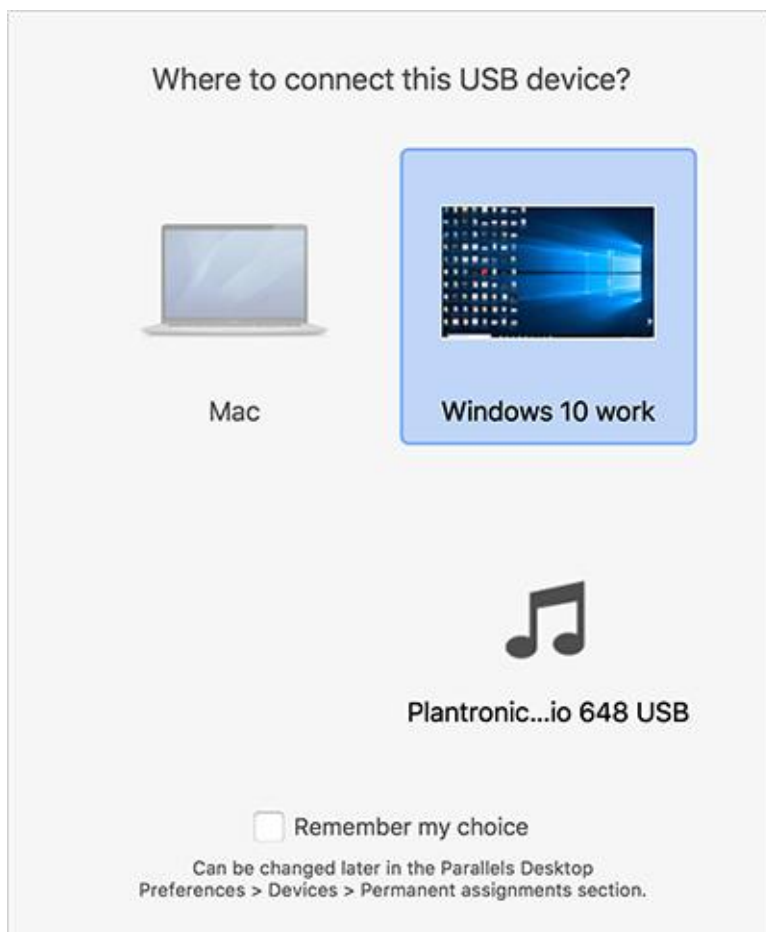 Where to connect this USB device?
Mac
Windows 10 work
Plantronic...io 648 USB
Remember my choice
Can be changed later in the Parallels Desktop
Preferences > Devices > Permanent assignments section.